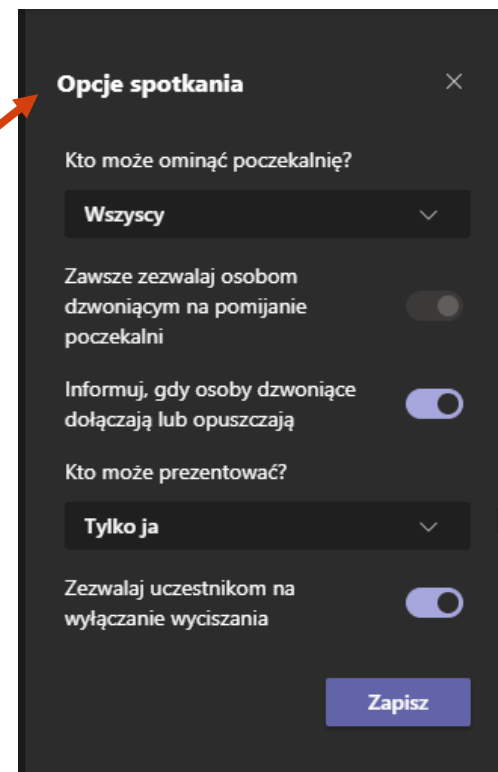 Opcje spotkania
Kto może ominąć poczekalnię?
Wszyscy
Zawsze zezwalaj osobom
dzwoniącym na pomijanie
poczekalni
Informuj, gdy osoby dzwoniące
dołączają lub opuszczają
Kto może prezentować?
Tylko ja
Zezwalaj uczestnikom na
wyłączanie wyciszania
Zapisz